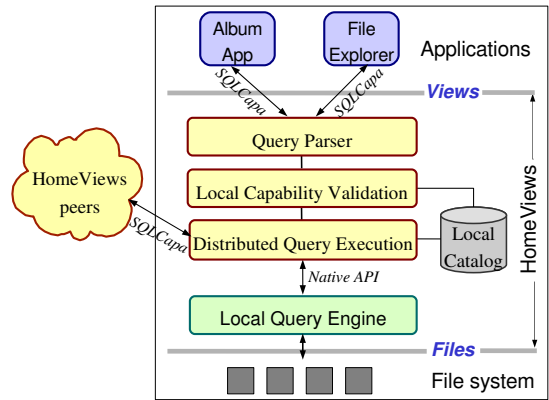 Album
App
File
Explorer
Applications
SQLCapa
SQLCapa
Views
Query Parser
HomeViews
peers
Local Capability Validation
SQLCapa
Distributed Query Execution
Local
Catalog
HomeViews
Native API
Local Query Engine
Files
File system